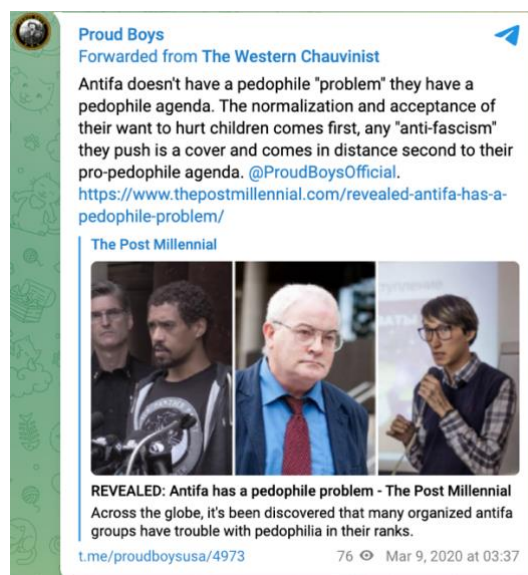 Proud Boys
Forwarded from The Western Chauvinist
Antifa doesn't have a pedophile "problem" they have a
pedophile agenda. The normalization and acceptance of
their want to hurt children comes first, any "anti-fascism"
they push is a cover and comes in distance second to their
pro-pedophile agenda. @ProudBoysOfficial.
https://www.thepostmillennial.com/revealed-antifa-has-a-
pedophile-problem/
The Post Millennial
REVEALED: Antifa has a pedophile problem - The Post Millennial
Across the globe, it's been discovered that many organized antifa
groups have trouble with pedophilia in their ranks.
t.me/proudboysusa/4973 76 Mar 9, 2020 at 03:37